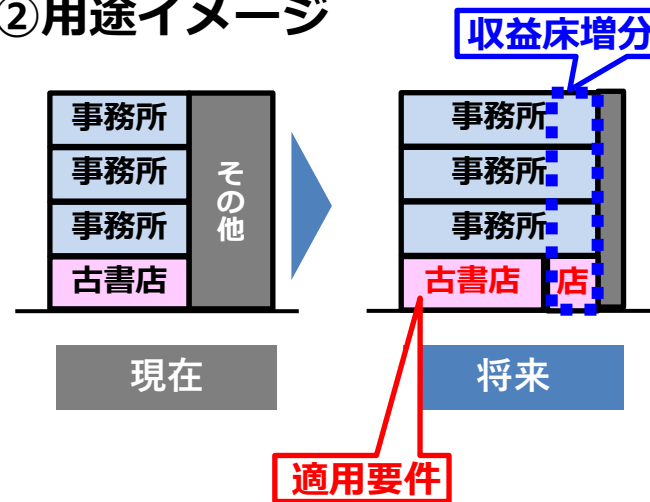 ②用途イメージ
収益床増分
事務所
事務所
事務所
古書店
その他
事務所
事務所
事務所
古書店
店
現在
将来
適用要件